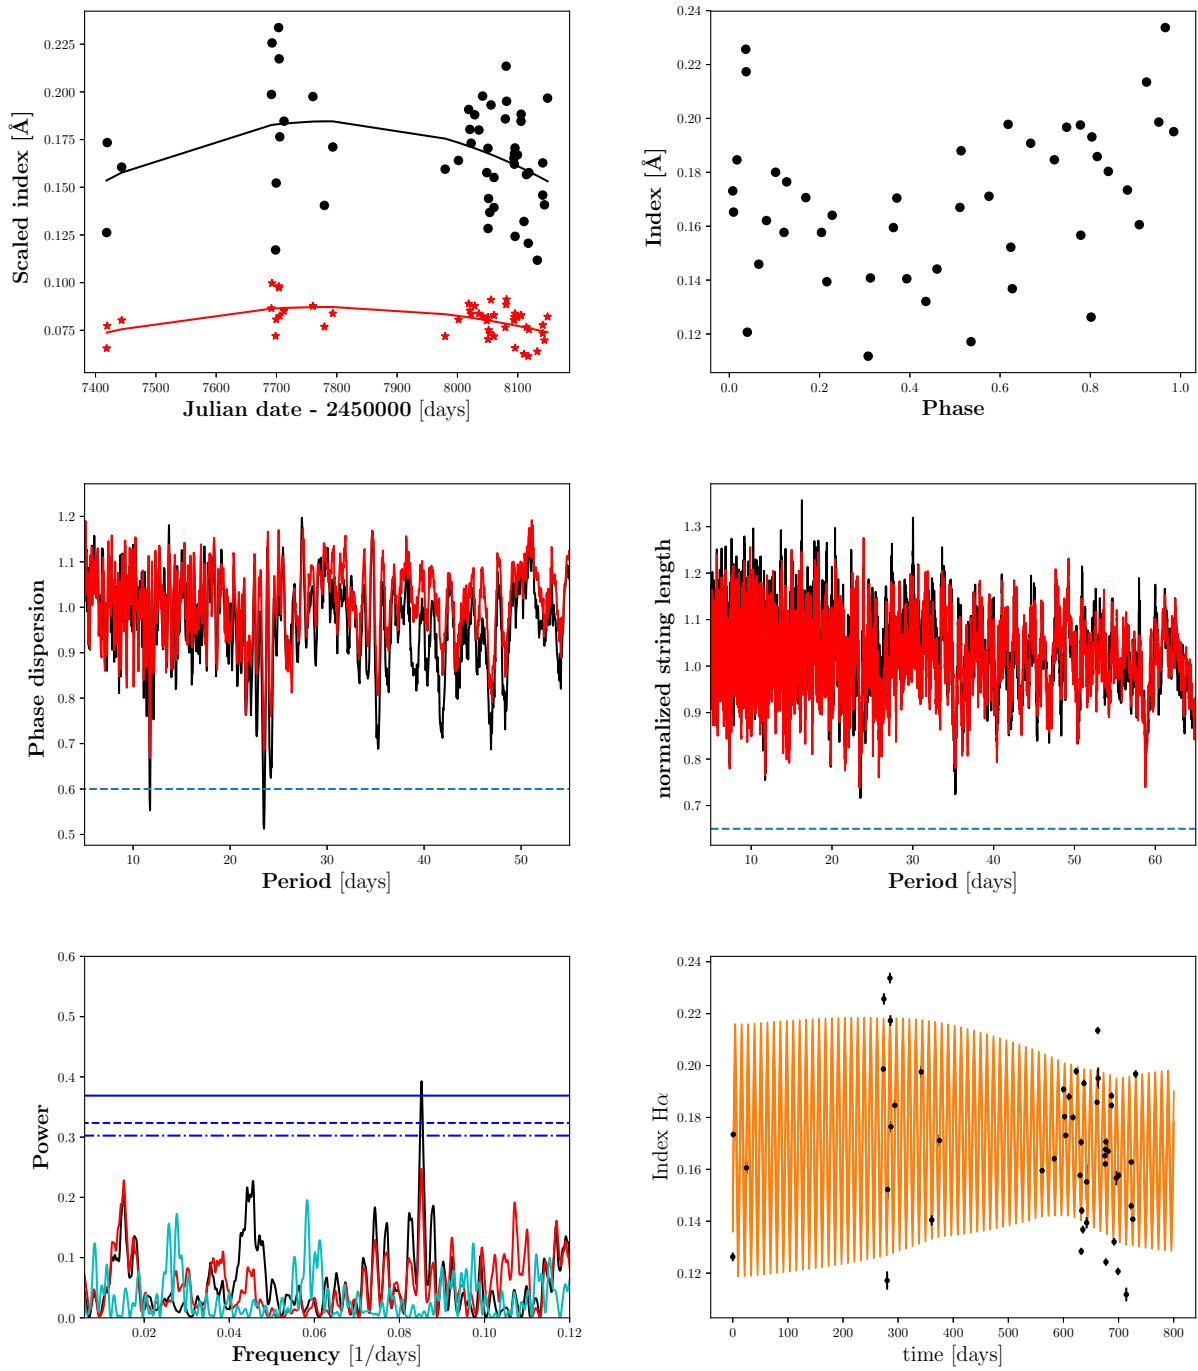 0.225
0.200
0.175
0.150
0.125
0.100
0.075
Scaled index [Å]
7400 7500 7600 7700 7800 7900 8000 8100
Julian date - 2450000 [days]
0.24
0.22
0.20
0.18
0.16
0.14
0.12
Index [Å]
0.0 0.2 0.4 0.6 0.8 1.0
Phase
1.2
1.1
1.0
0.9
0.8
0.7
0.6
0.5
Phase dispersion
10 20 30 40 50
Period [days]
1.3
1.2
1.1
1.0
0.9
0.8
0.7
normalized string length
10 20 30 40 50 60
Period [days]
0.6
0.5
0.4
0.3
0.2
0.1
0.0
Power
0.02 0.04 0.06 0.08 0.10 0.12
Frequency [1/days]
0.24
0.22
0.20
0.18
0.16
0.14
0.12
Index Hα
0 100 200 300 400 500 600 700 800
time [days]